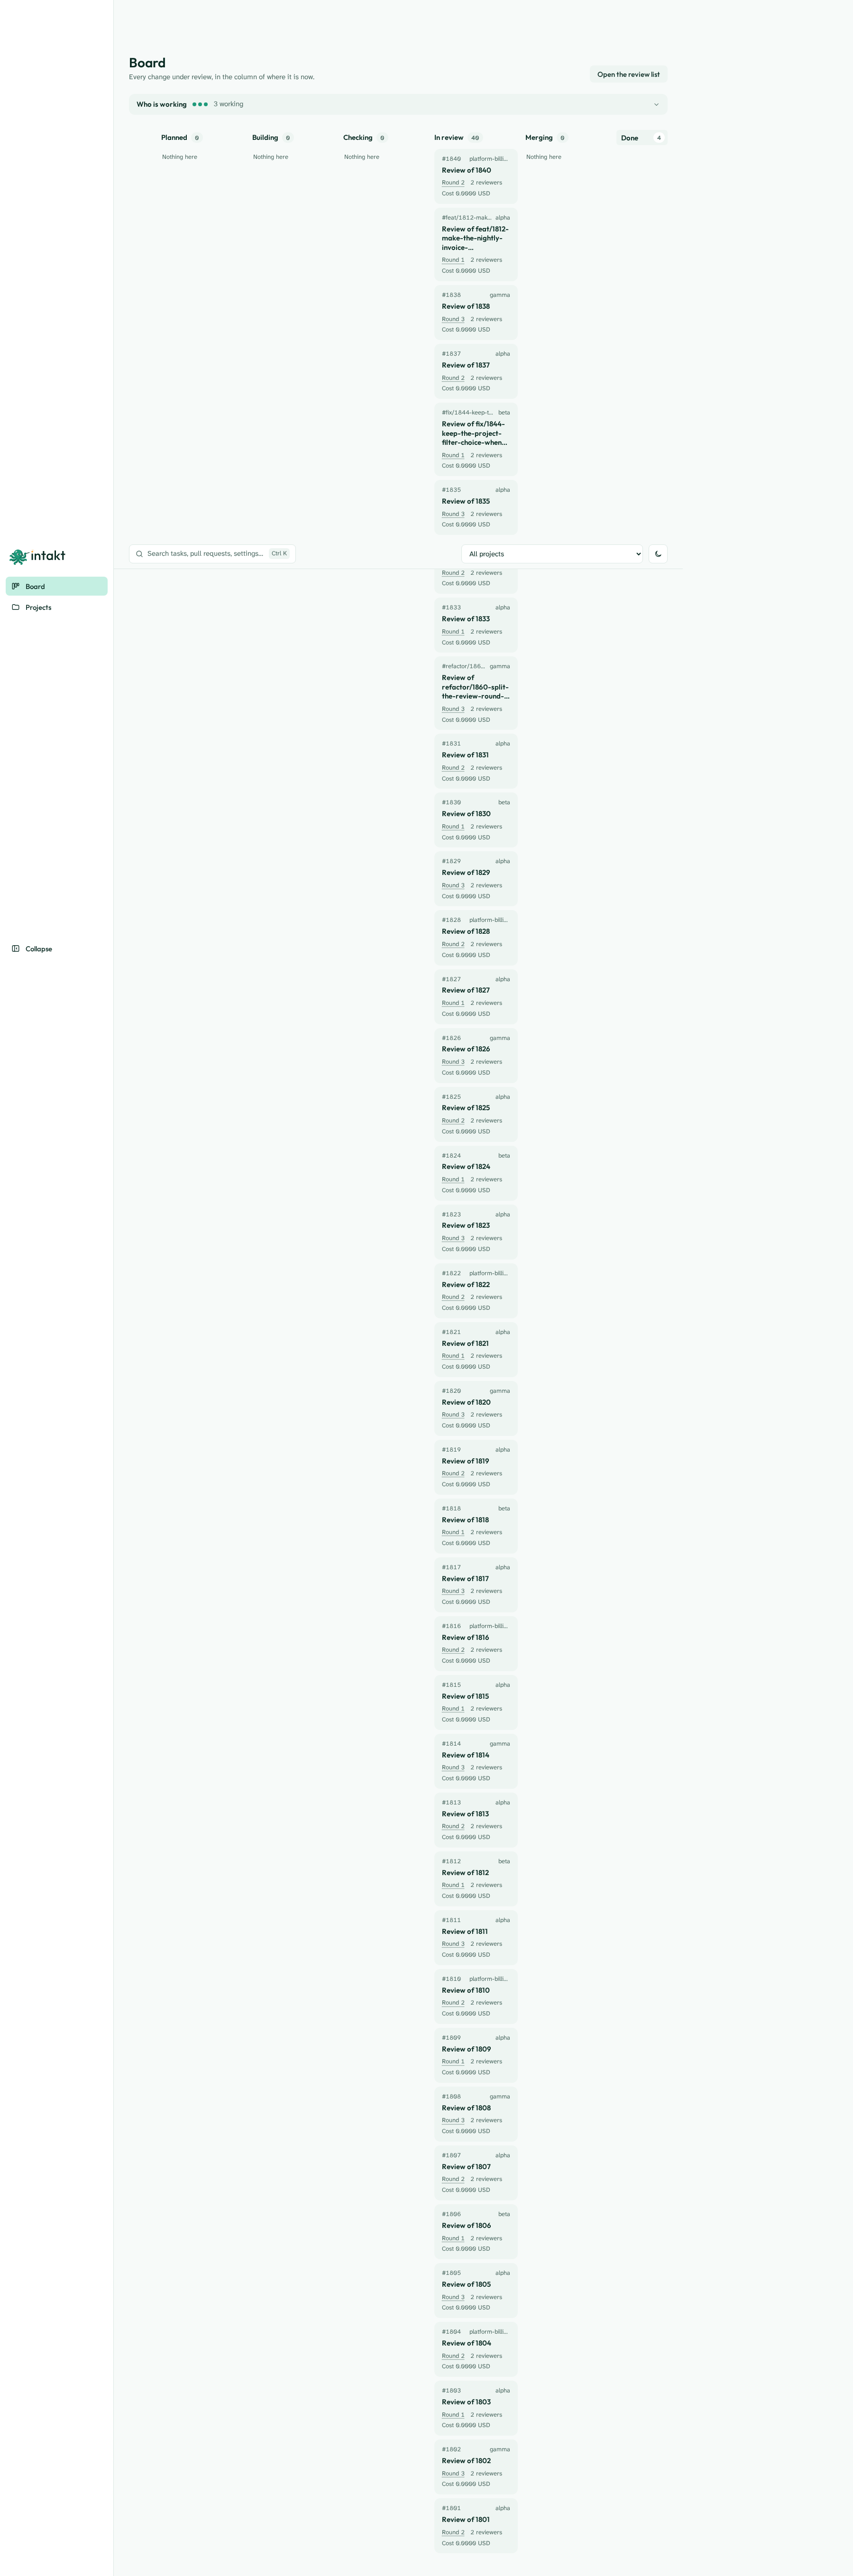 Board
Every change under review, in the column of where it is now.
Open the review list
Who is working 3 working
Planned 0
Building 0
Checking 0
In review 40
Merging 0
Done 4
Nothing here
Nothing here
Nothing here
Nothing here
#1840 platform-billi...
Review of 1840
Round 2 2 reviewers
Cost 0.0000 USD
#feat/1812-mak... alpha
Review of feat/1812-
make-the-nightly-
invoice-...
Round 1 2 reviewers
Cost 0.0000 USD
#1838 gamma
Review of 1838
Round 3 2 reviewers
Cost 0.0000 USD
#1837 alpha
Review of 1837
Round 2 2 reviewers
Cost 0.0000 USD
#fix/1844-keep-t... beta
Review of fix/1844-
keep-the-project-
filter-choice-when...
Round 1 2 reviewers
Cost 0.0000 USD
#1835 alpha
Review of 1835
Round 3 2 reviewers
Cost 0.0000 USD
intakt
Search tasks, pull requests, settings... Ctrl K
All projects
Board
Projects
Collapse
Round 2 2 reviewers
Cost 0.0000 USD
#1833 alpha
Review of 1833
Round 1 2 reviewers
Cost 0.0000 USD
#refactor/186... gamma
Review of
refactor/1860-split-
the-review-round-...
Round 3 2 reviewers
Cost 0.0000 USD
#1831 alpha
Review of 1831
Round 2 2 reviewers
Cost 0.0000 USD
#1830 beta
Review of 1830
Round 1 2 reviewers
Cost 0.0000 USD
#1829 alpha
Review of 1829
Round 3 2 reviewers
Cost 0.0000 USD
#1828 platform-billi...
Review of 1828
Round 2 2 reviewers
Cost 0.0000 USD
#1827 alpha
Review of 1827
Round 1 2 reviewers
Cost 0.0000 USD
#1826 gamma
Review of 1826
Round 3 2 reviewers
Cost 0.0000 USD
#1825 alpha
Review of 1825
Round 2 2 reviewers
Cost 0.0000 USD
#1824 beta
Review of 1824
Round 1 2 reviewers
Cost 0.0000 USD
#1823 alpha
Review of 1823
Round 3 2 reviewers
Cost 0.0000 USD
#1822 platform-billi...
Review of 1822
Round 2 2 reviewers
Cost 0.0000 USD
#1821 alpha
Review of 1821
Round 1 2 reviewers
Cost 0.0000 USD
#1820 gamma
Review of 1820
Round 3 2 reviewers
Cost 0.0000 USD
#1819 alpha
Review of 1819
Round 2 2 reviewers
Cost 0.0000 USD
#1818 beta
Review of 1818
Round 1 2 reviewers
Cost 0.0000 USD
#1817 alpha
Review of 1817
Round 3 2 reviewers
Cost 0.0000 USD
#1816 platform-billi...
Review of 1816
Round 2 2 reviewers
Cost 0.0000 USD
#1815 alpha
Review of 1815
Round 1 2 reviewers
Cost 0.0000 USD
#1814 gamma
Review of 1814
Round 3 2 reviewers
Cost 0.0000 USD
#1813 alpha
Review of 1813
Round 2 2 reviewers
Cost 0.0000 USD
#1812 beta
Review of 1812
Round 1 2 reviewers
Cost 0.0000 USD
#1811 alpha
Review of 1811
Round 3 2 reviewers
Cost 0.0000 USD
#1810 platform-billi...
Review of 1810
Round 2 2 reviewers
Cost 0.0000 USD
#1809 alpha
Review of 1809
Round 1 2 reviewers
Cost 0.0000 USD
#1808 gamma
Review of 1808
Round 3 2 reviewers
Cost 0.0000 USD
#1807 alpha
Review of 1807
Round 2 2 reviewers
Cost 0.0000 USD
#1806 beta
Review of 1806
Round 1 2 reviewers
Cost 0.0000 USD
#1805 alpha
Review of 1805
Round 3 2 reviewers
Cost 0.0000 USD
#1804 platform-billi...
Review of 1804
Round 2 2 reviewers
Cost 0.0000 USD
#1803 alpha
Review of 1803
Round 1 2 reviewers
Cost 0.0000 USD
#1802 gamma
Review of 1802
Round 3 2 reviewers
Cost 0.0000 USD
#1801 alpha
Review of 1801
Round 2 2 reviewers
Cost 0.0000 USD